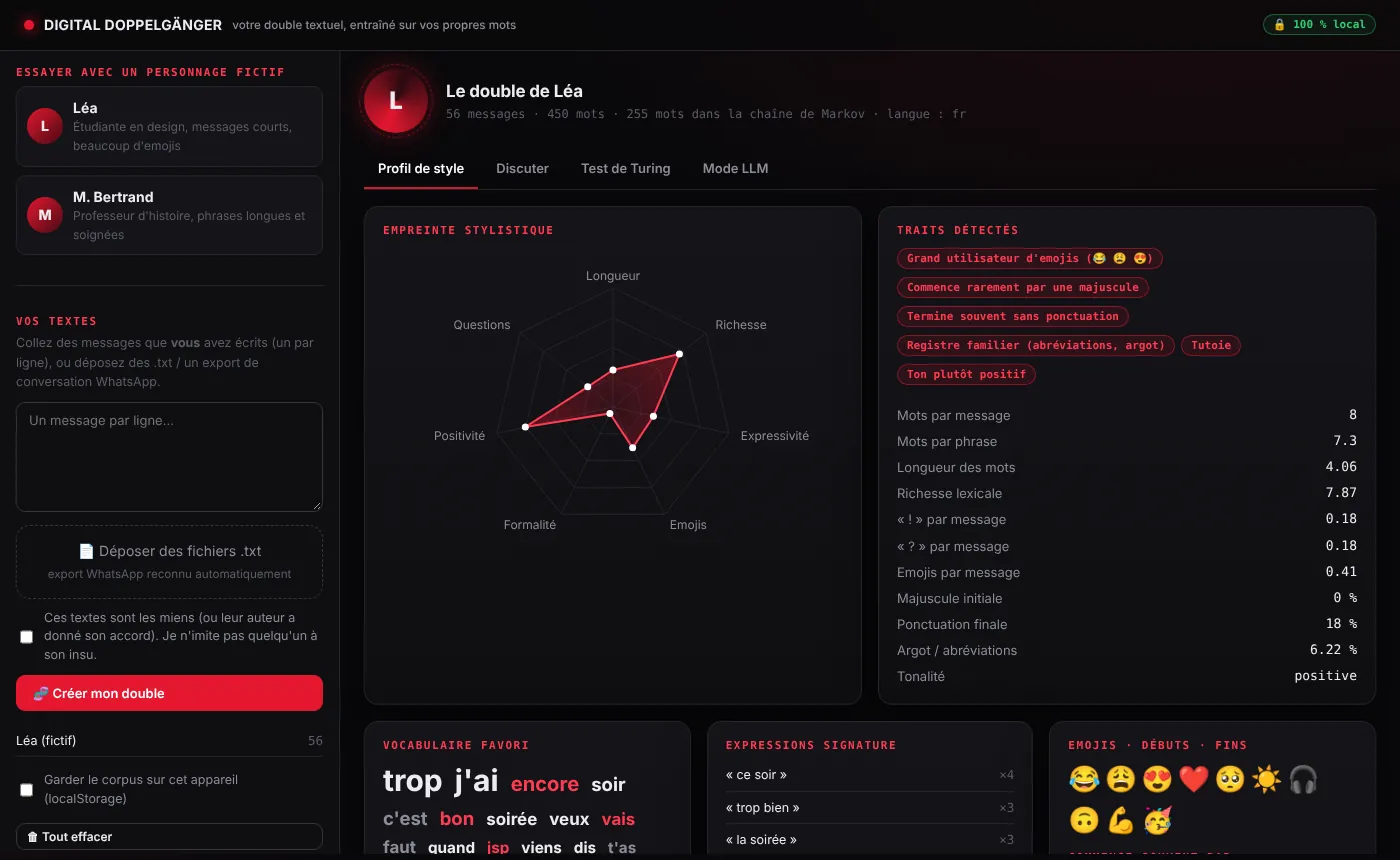 DIGITAL DOPPELGÄNGER votre double textuel, entraîné sur vos propres mots
🔒 100 % local
ESSAYER AVEC UN PERSONNAGE FICTIF
L
Léa
Étudiante en design, messages courts,
beaucoup d'emojis
M
M. Bertrand
Professeur d'histoire, phrases longues et
soignées
VOS TEXTES
Collez des messages que vous avez écrits (un par
ligne), ou déposez des .txt / un export de
conversation WhatsApp.
Un message par ligne…
📄 Déposer des fichiers .txt
export WhatsApp reconnu automatiquement
Ces textes sont les miens (ou leur auteur a
donné son accord). Je n'imite pas quelqu'un à
son insu.
🧬 Créer mon double
Léa (fictif) 56
Garder le corpus sur cet appareil
(localStorage)
🗑 Tout effacer
L
Le double de Léa
56 messages · 450 mots · 255 mots dans la chaîne de Markov · langue : fr
Profil de style Discuter Test de Turing Mode LLM
EMPREINTE STYLISTIQUE
Longueur
Questions Richesse
Positivité Expressivité
Formalité Emojis
TRAITS DÉTECTÉS
Grand utilisateur d'emojis (😂 😩 😍)
Commence rarement par une majuscule
Termine souvent sans ponctuation
Registre familier (abréviations, argot) Tutoie
Ton plutôt positif
Mots par message 8
Mots par phrase 7.3
Longueur des mots 4.06
Richesse lexicale 7.87
« ! » par message 0.18
« ? » par message 0.18
Emojis par message 0.41
Majuscule initiale 0 %
Ponctuation finale 18 %
Argot / abréviations 6.22 %
Tonalité positive
VOCABULAIRE FAVORI
trop j'ai encore soir
c'est bon soirée veux vais
faut quand jsp viens dis t'as
EXPRESSIONS SIGNATURE
« ce soir » ×4
« trop bien » ×3
« la soirée » ×3
EMOJIS · DÉBUTS · FINS
😂 😩 😍 ❤️ 🥺 ☀️ 🎧
🙃 💪 🥳